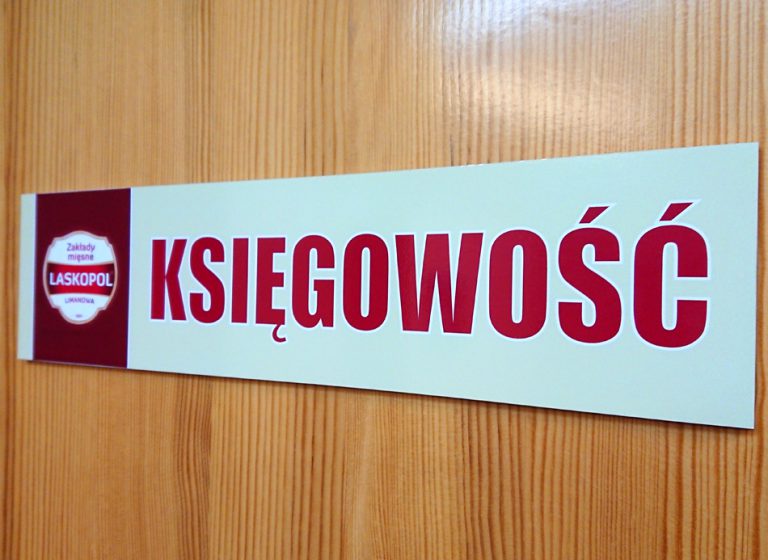 Zakłady
mięsne
LASKOPOL
LIMANOWA
KSIĘGOWOŚĆ